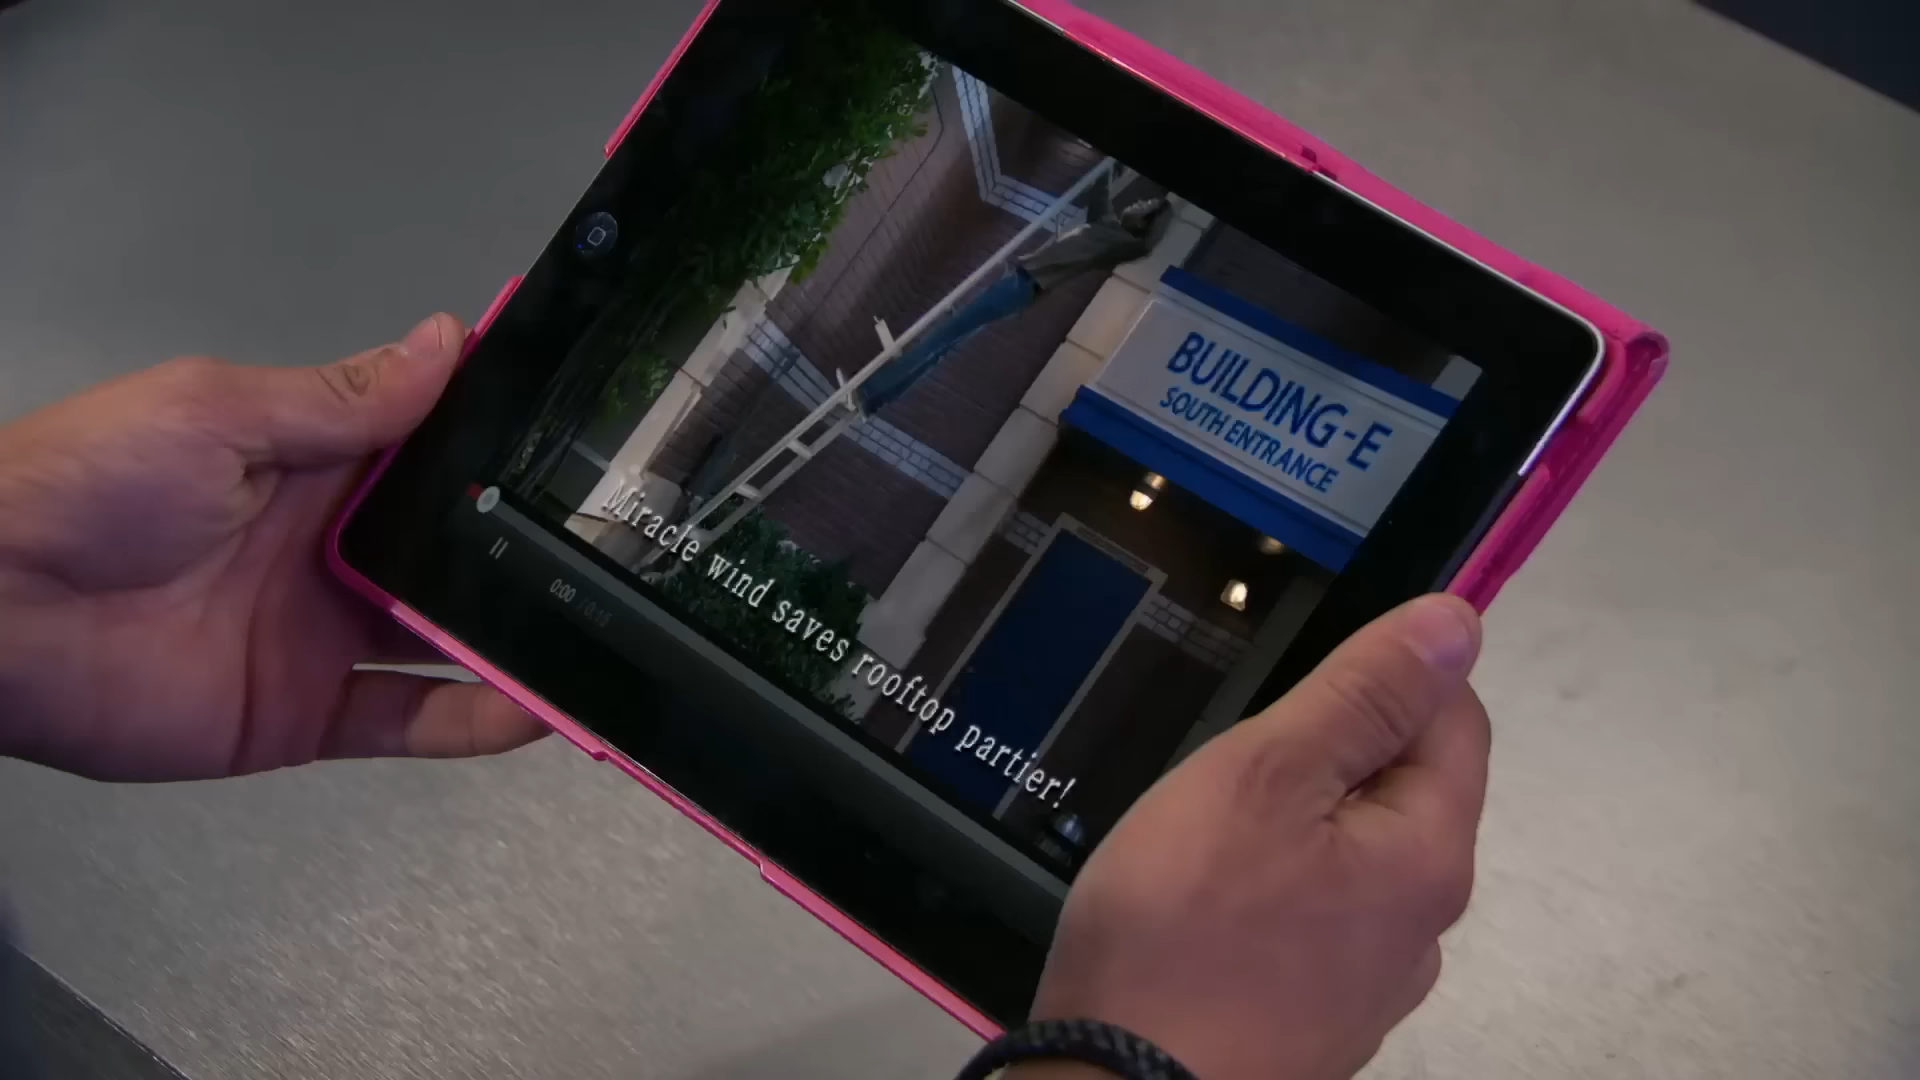 BUILDING-E
SOUTH ENTRANCE
Miracle wind saves rooftop partier!
0:00